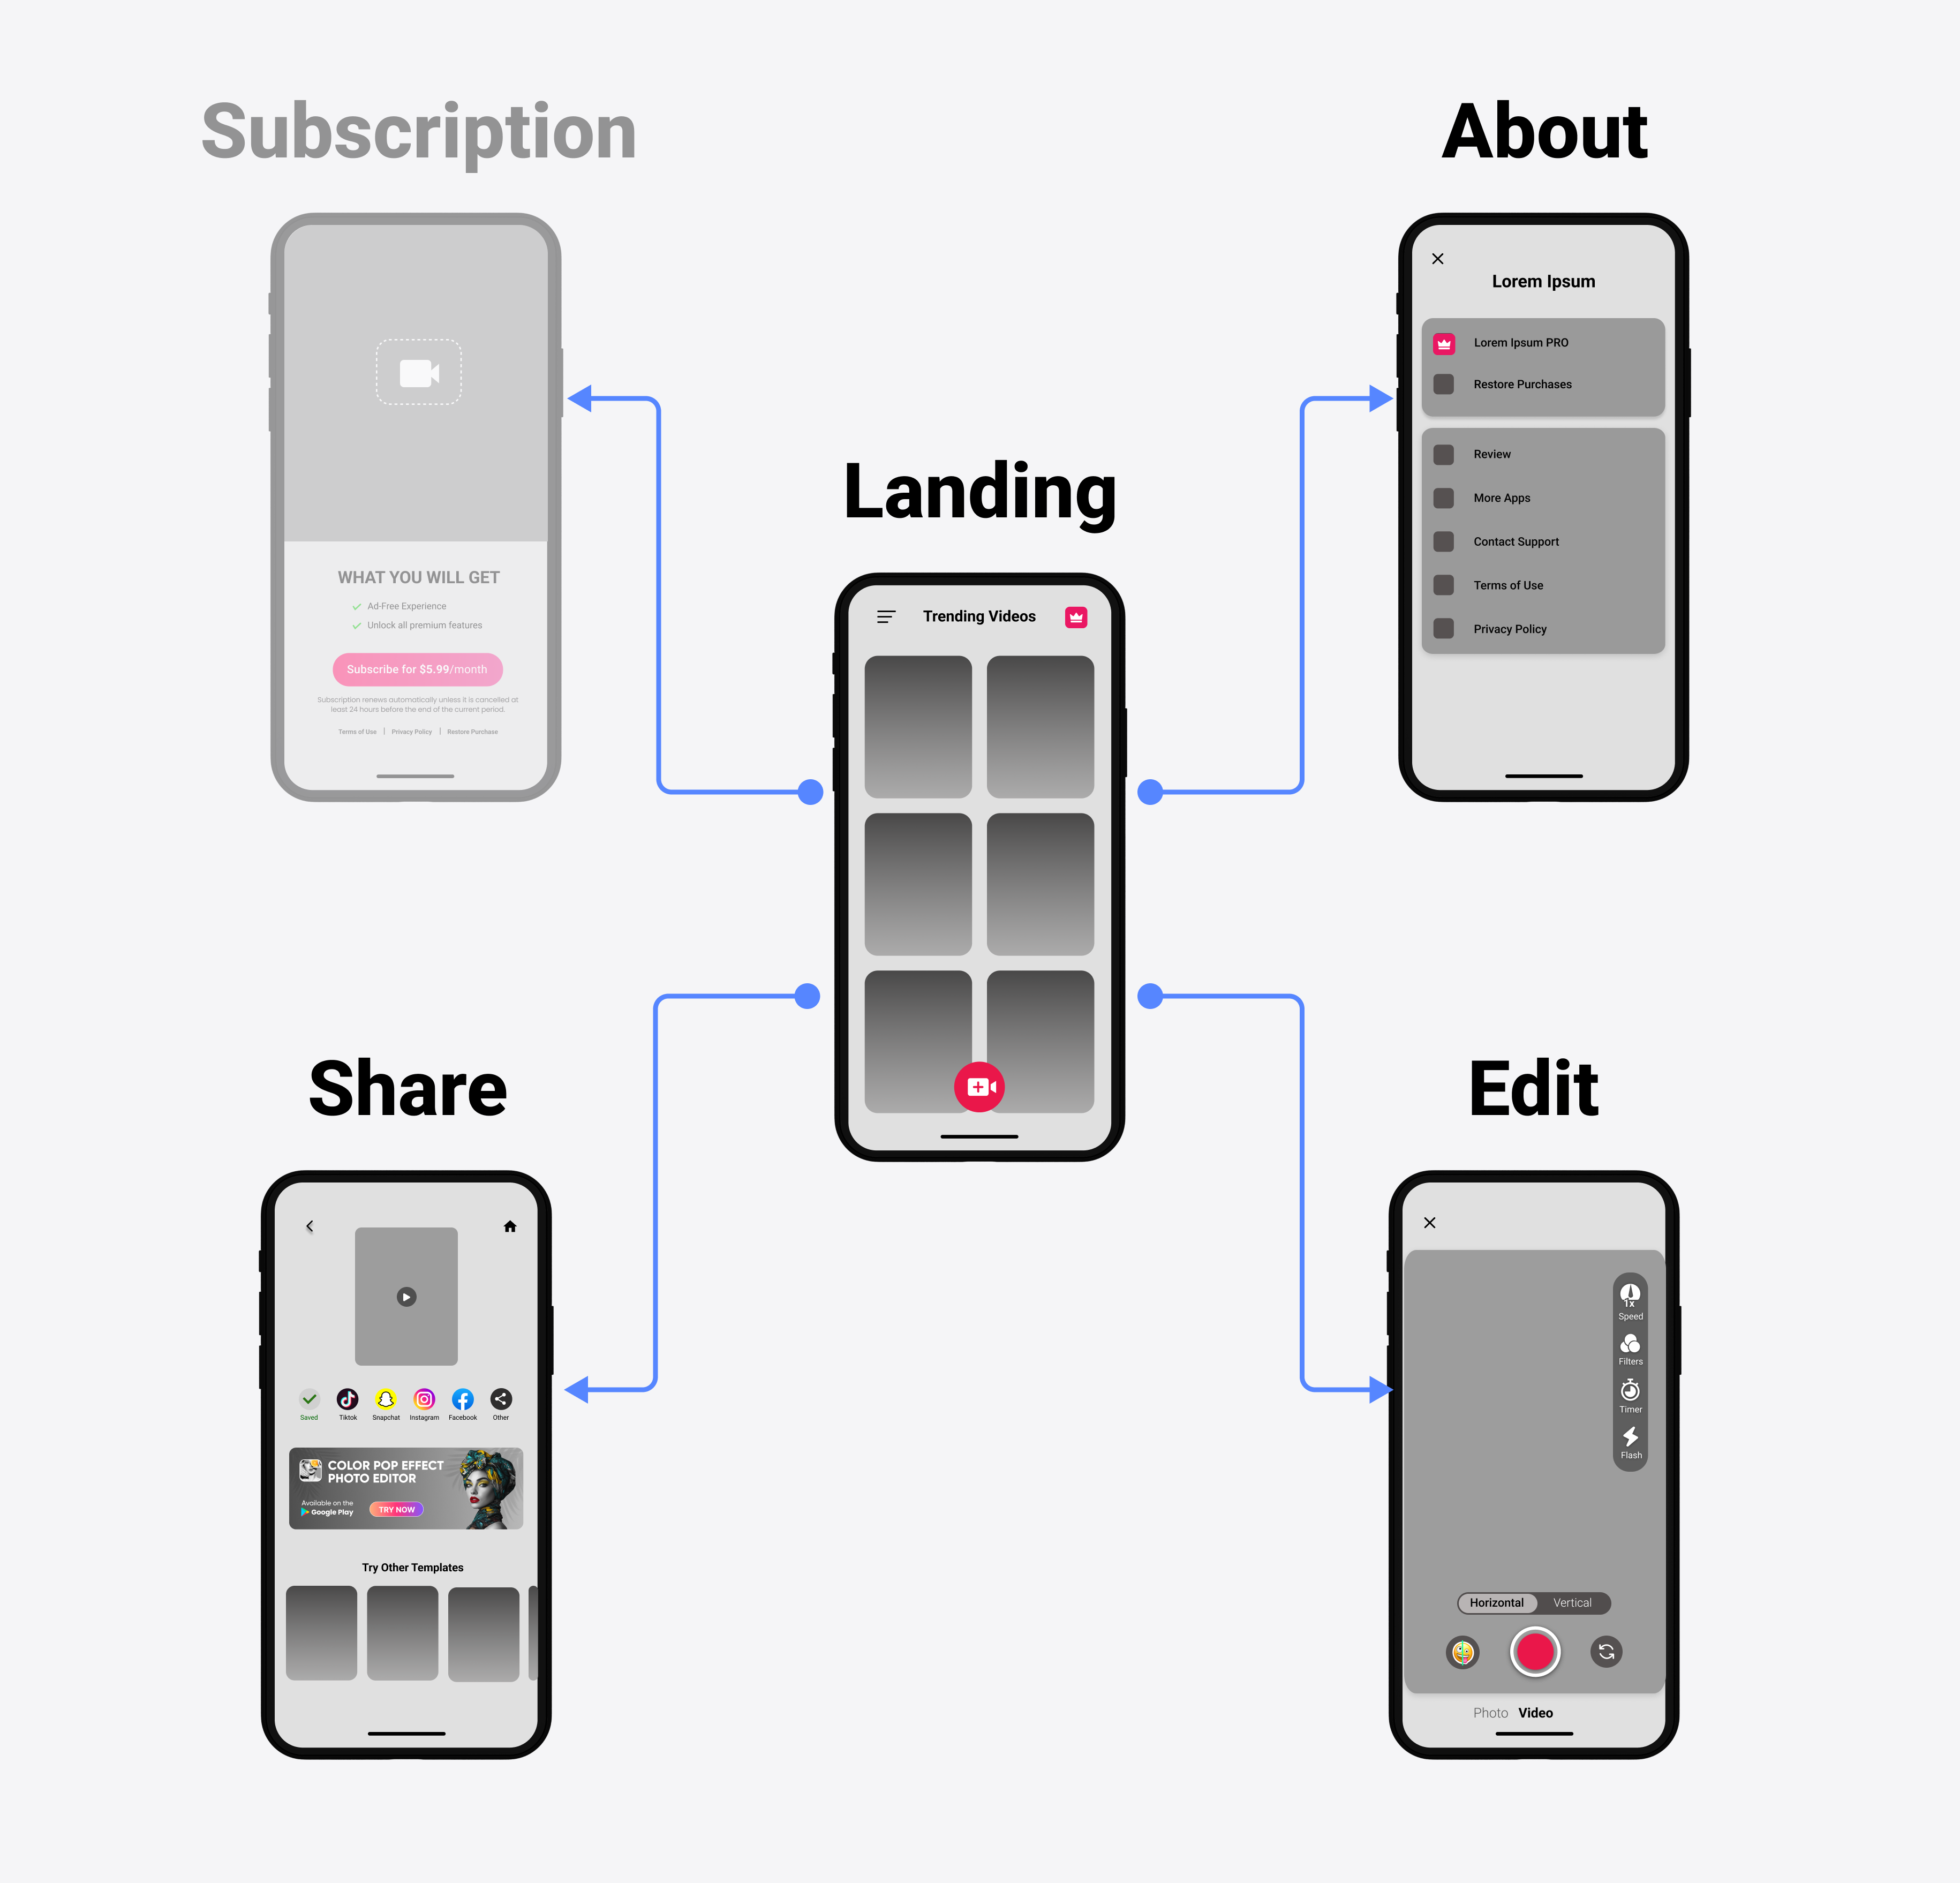 Subscription
WHAT YOU WILL GET
Ad-Free Experience
Unlock all premium features
Subscribe for $5.99/month
Subscription renews automatically unless it is cancelled at
least 24 hours before the end of the current period.
Terms of Use | Privacy Policy | Restore Purchase
About
Lorem Ipsum
Lorem Ipsum PRO
Restore Purchases
Review
More Apps
Contact Support
Terms of Use
Privacy Policy
Landing
Trending Videos
Share
Saved
Tiktok
Snapchat
Instagram
Facebook
Other
COLOR POP EFFECT
PHOTO EDITOR
Available on the
Google Play
TRY NOW
Try Other Templates
Edit
1x
Speed
Filters
Timer
Flash
Horizontal
Vertical
Photo
Video